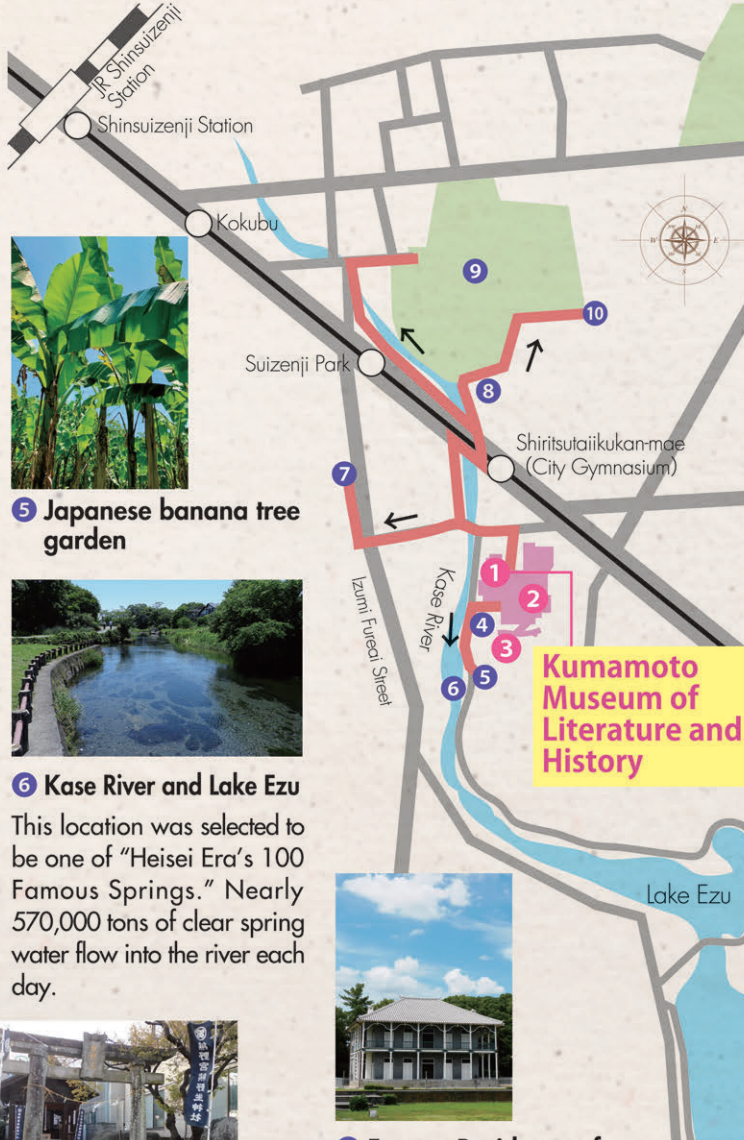 JR Shinsuizenji
Station
Shinsuizenji Station
Kokubu
N
W
E
S
9
10
Suizenji Park
8
Shiritsutaiikukan-mae
(City Gymnasium)
7
5 Japanese banana tree
garden
1
2
4
3
5
6
Kase River
Izumi Fureai Street
Kumamoto
Museum of
Literature and
History
6 Kase River and Lake Ezu
This location was selected to
be one of “Heisei Era’s 100
Famous Springs.” Nearly
570,000 tons of clear spring
water flow into the river each
day.
Lake Ezu